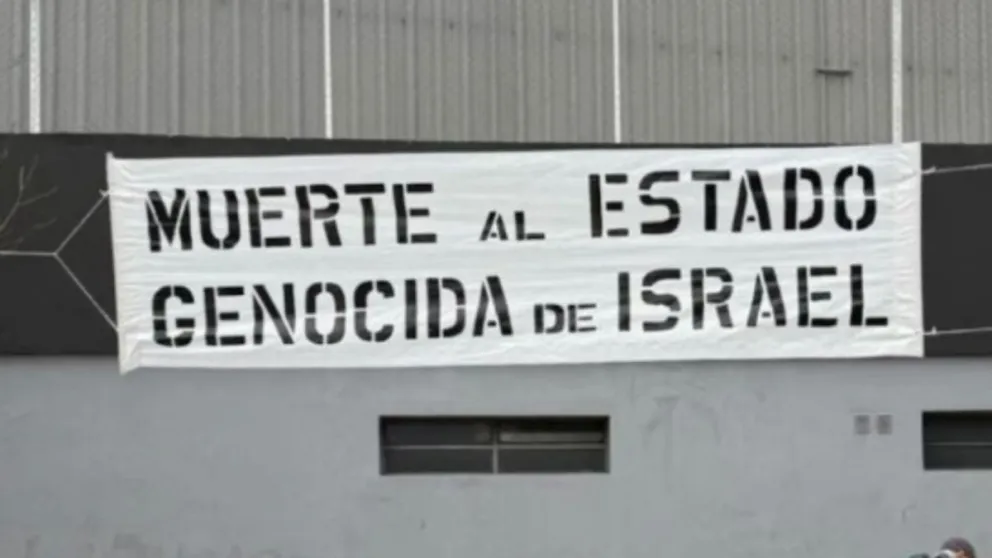 MUERTE AL ESTADO
GENOCIDA DE ISRAEL